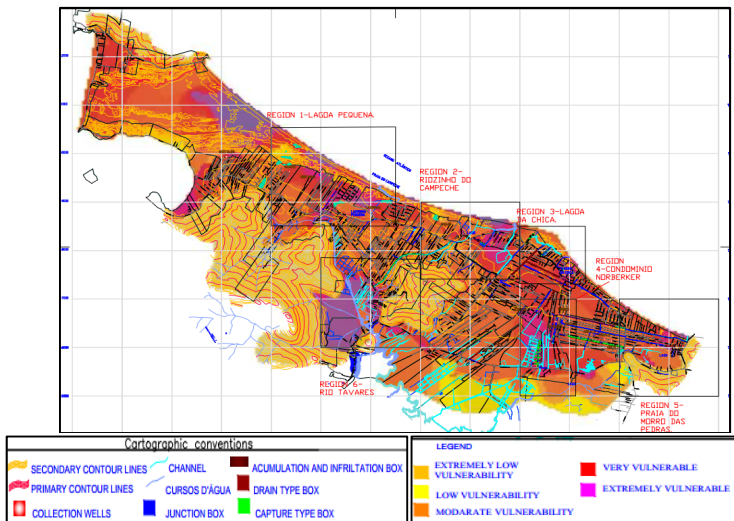 REGION 1-LAGOA PEQUENA
REGION 2-
RIOZINHO DO
CAMPECHE
REGION 3-LAGOA
DA CHICA
REGION
4-CONDOMINIO
NORBERKER
REGION 6-
RIO TAVARES
REGION 5-
PRAIA DO
MORRO DAS
PEDRAS
Cartographic conventions
SECONDARY CONTOUR LINES
CHANNEL
ACUMULATION AND INFRILTATION BOX
PRIMARY CONTOUR LINES
CURSOS D'ÁGUA
DRAIN TYPE BOX
COLLECTION WELLS
JUNCTION BOX
CAPTURE TYPE BOX
LEGEND
EXTREMELY LOW
VULNERABILITY
VERY VULNERABLE
LOW VULNERABILITY
EXTREMELY VULNERABLE
MODARATE VULNERABILITY